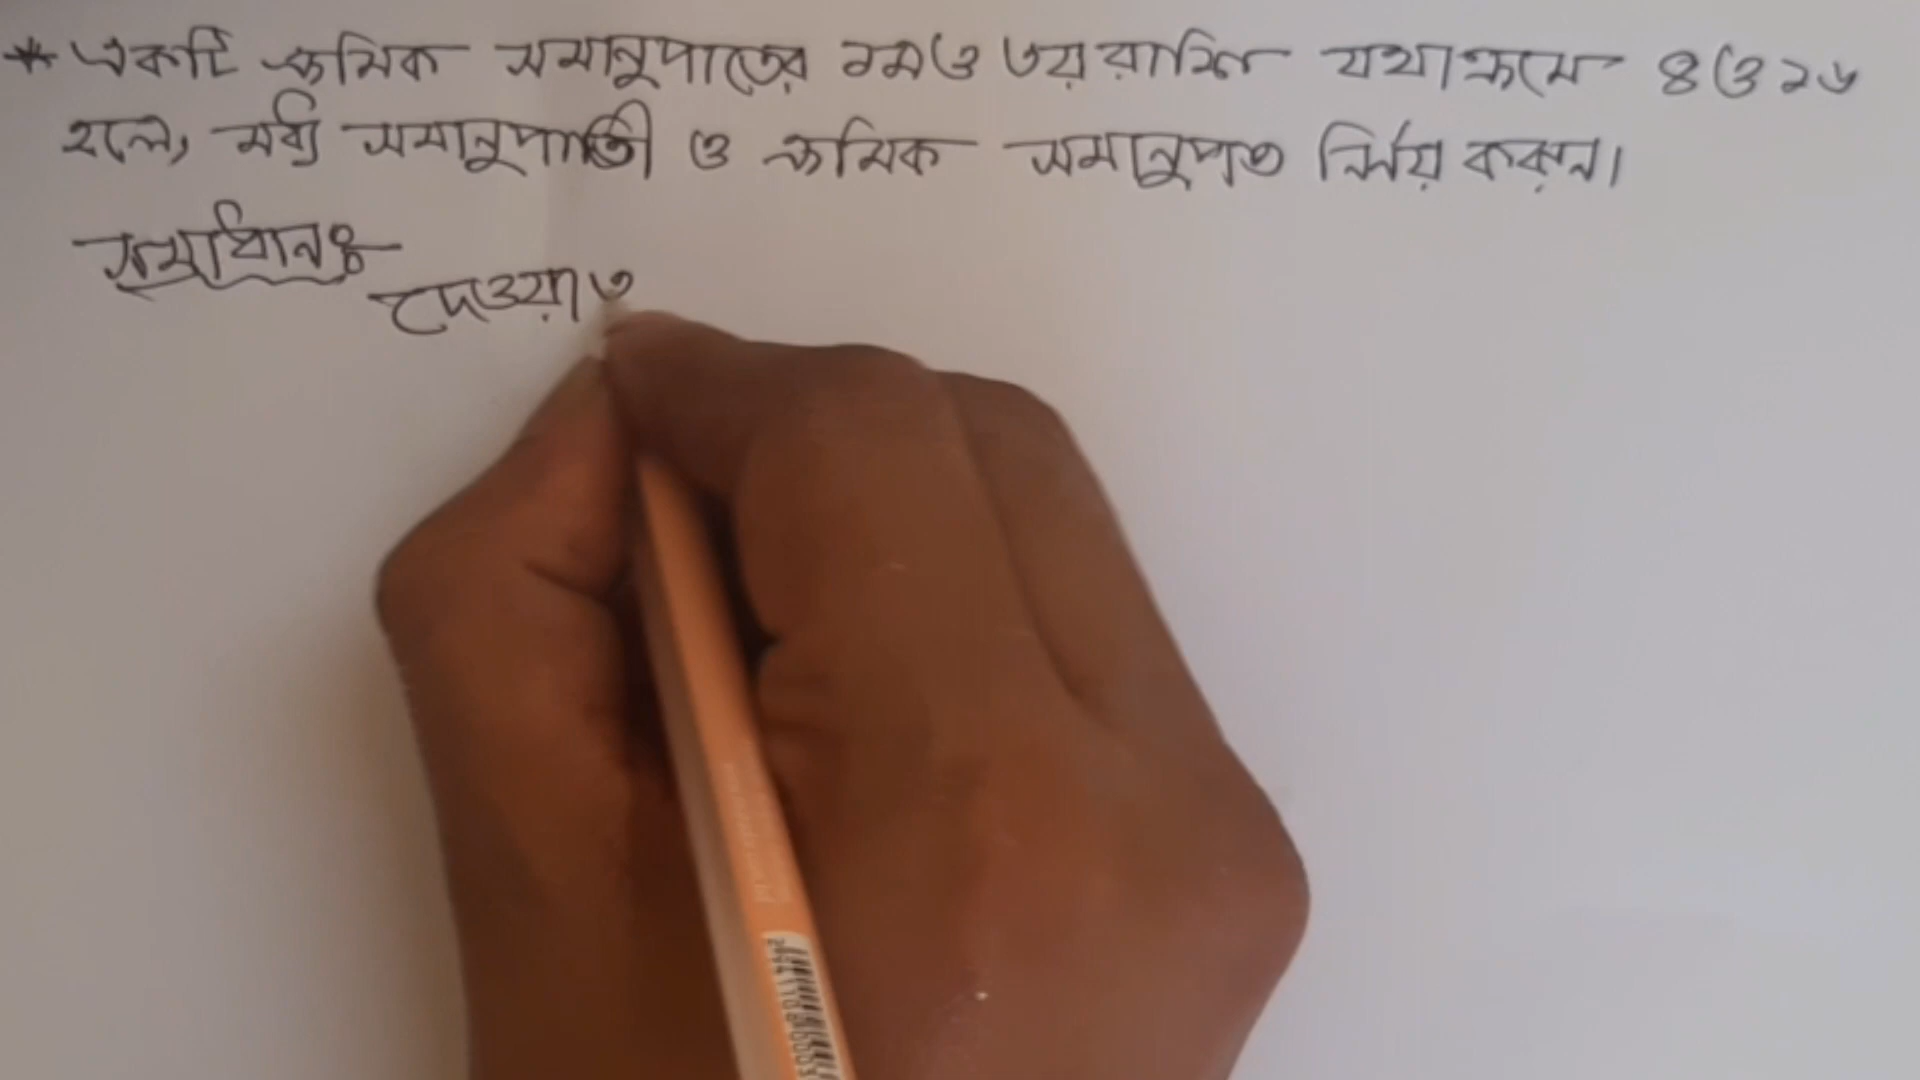 * একটি ক্রমিক সমানুপাতের ১ম ও ৩য় রাশি যথাক্রমে ৪ ও ১৬
হলে, মধ্য সমানুপাতী ও ক্রমিক সমানুপাত নির্ণয় করুন।
সমাধানঃ
দেওয়া